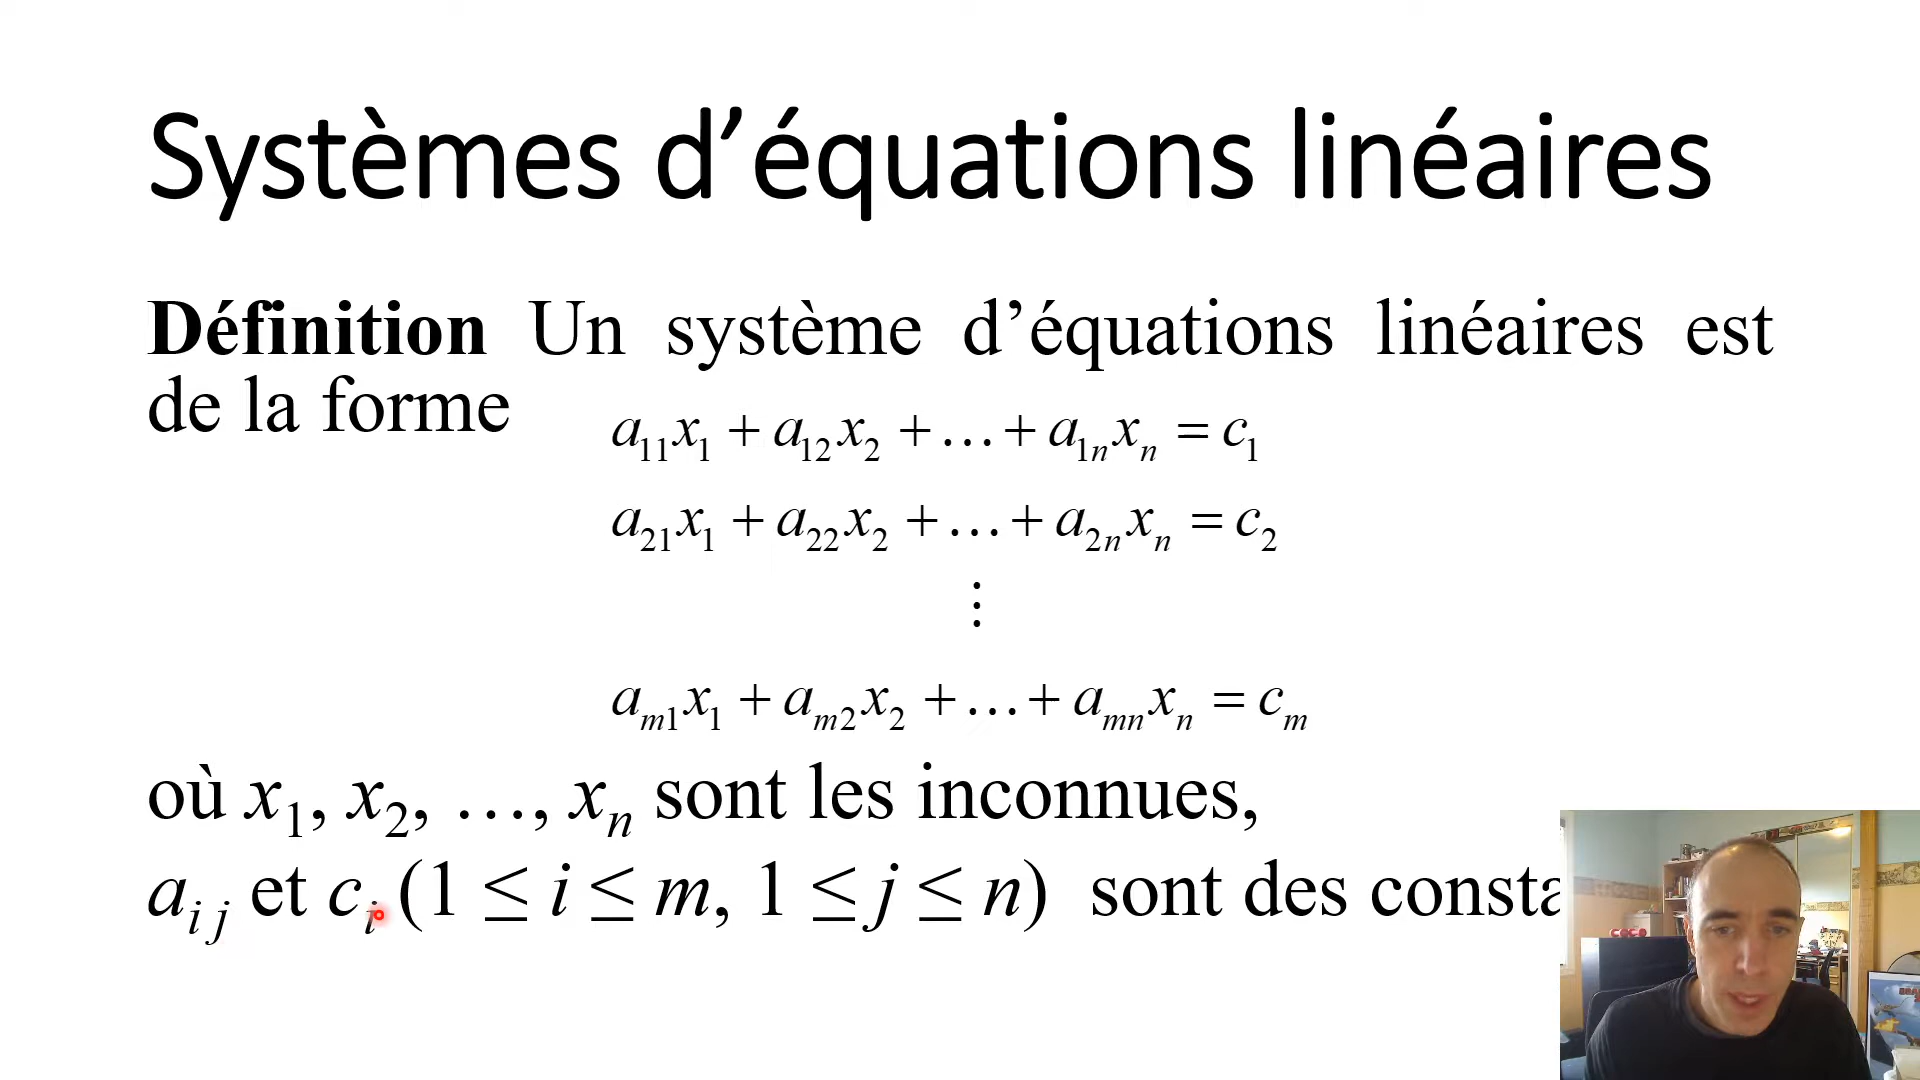 Systèmes d’équations linéaires
Définition Un système d’équations linéaires est
de la forme
a₁₁x₁ + a₁₂x₂ + … + a₁ₙxₙ = c₁
a₂₁x₁ + a₂₂x₂ + … + a₂ₙxₙ = c₂
⋮
aₘ₁x₁ + aₘ₂x₂ + … + aₘₙxₙ = cₘ
où x₁, x₂, …, xₙ sont les inconnues,
aᵢⱼ et cᵢ (1 ≤ i ≤ m, 1 ≤ j ≤ n) sont des consta